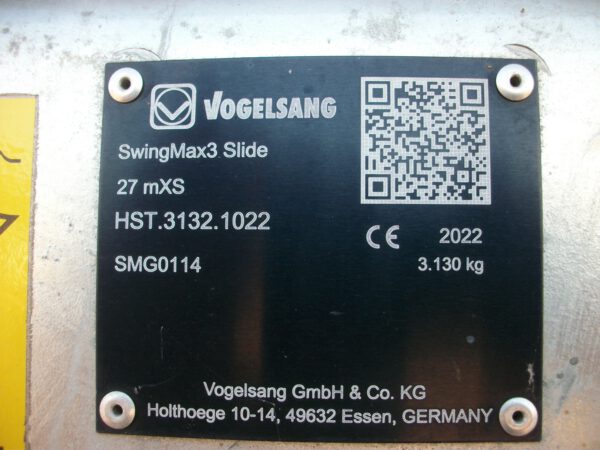 VOGELSANG
SwingMax3 Slide
27 mXS
HST.3132.1022
CE 2022
SMG0114 3.130 kg
Vogelsang GmbH & Co. KG
Holthoege 10-14, 49632 Essen, GERMANY